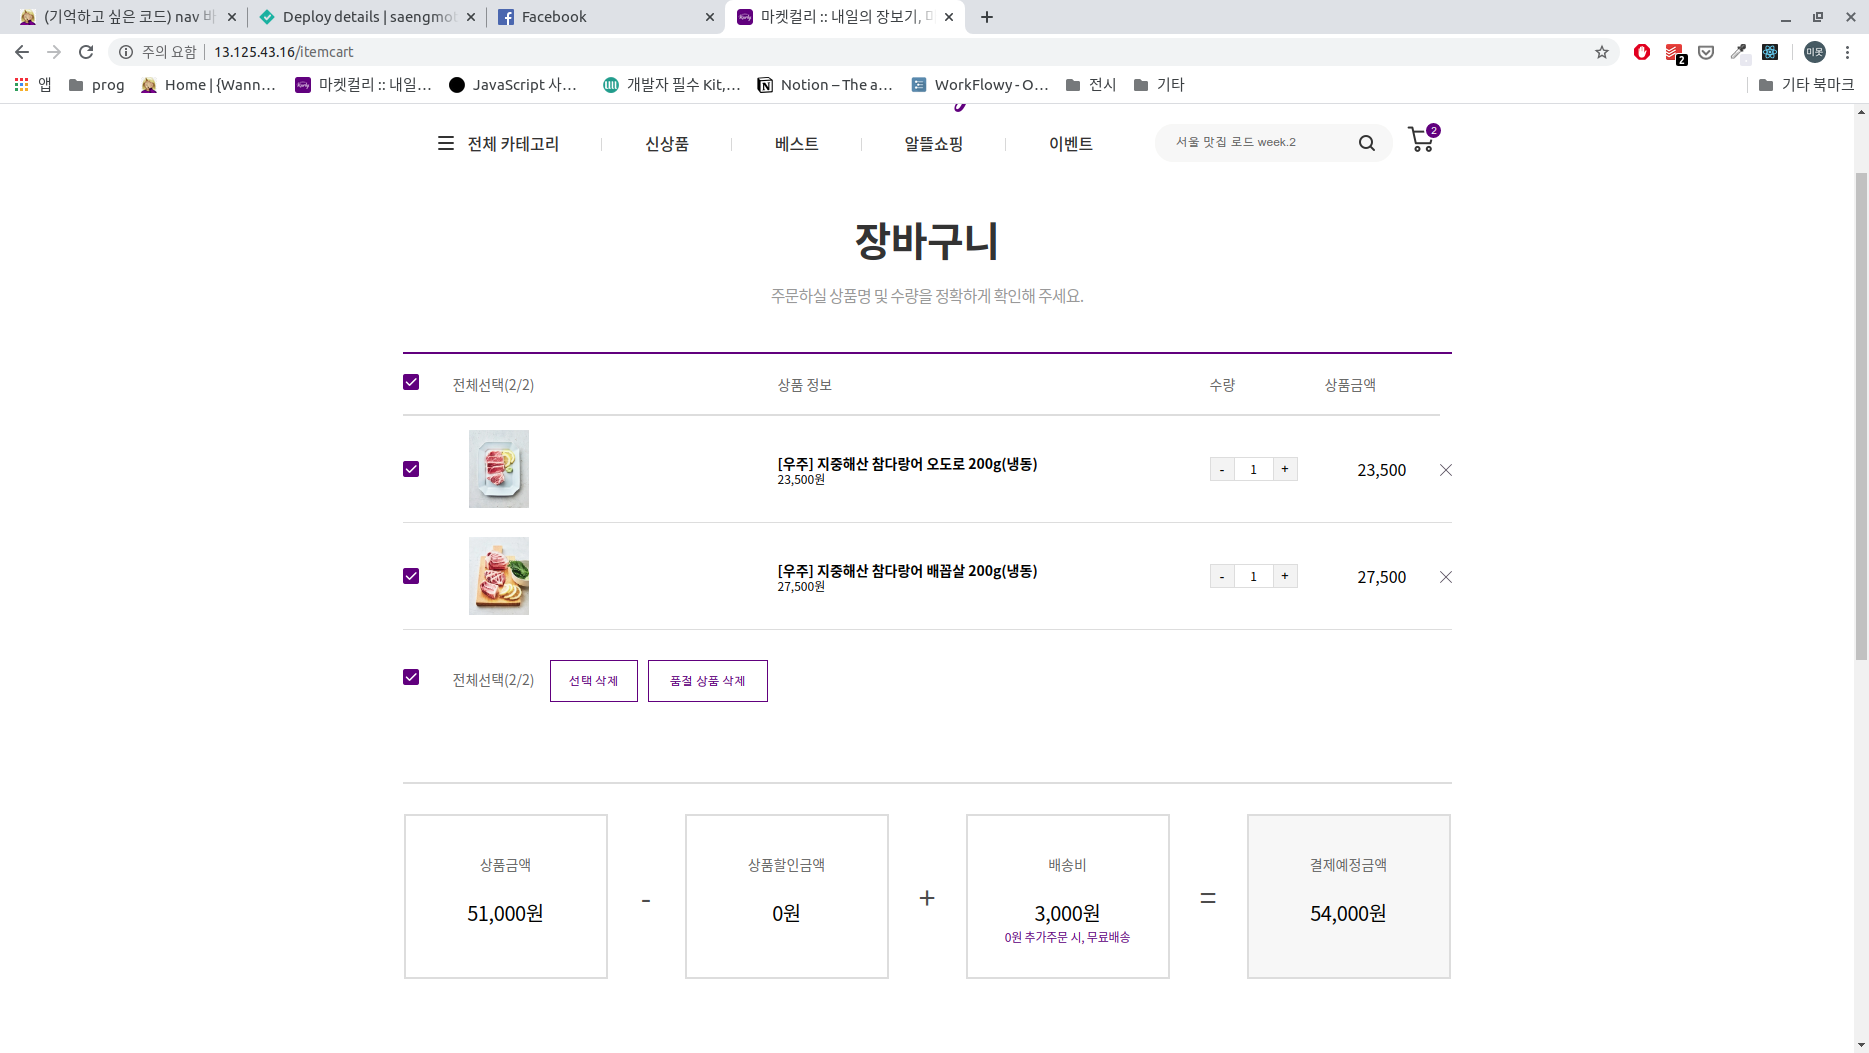 (기억하고 싶은 코드) nav 바
Deploy details | saengmot
Facebook
마켓컬리 :: 내일의 장보기,
주의 요함
13.125.43.16/itemcart
2
미못
앱
prog
Home | {Wann...
마켓컬리 :: 내일...
JavaScript 사...
개발자 필수 Kit,...
Notion – The a...
WorkFlowy - O...
전시
기타
기타 북마크
전체 카테고리
신상품
베스트
알뜰쇼핑
이벤트
서울 맛집 로드 week.2
2
장바구니
주문하실 상품명 및 수량을 정확하게 확인해 주세요.
전체선택(2/2)
상품 정보
수량
상품금액
[우주] 지중해산 참다랑어 오도로 200g(냉동)
23,500원
- 1 +
23,500
[우주] 지중해산 참다랑어 배꼽살 200g(냉동)
27,500원
- 1 +
27,500
전체선택(2/2)
선택 삭제
품절 상품 삭제
상품금액
51,000원
-
상품할인금액
0원
+
배송비
3,000원
0원 추가주문 시, 무료배송
=
결제예정금액
54,000원